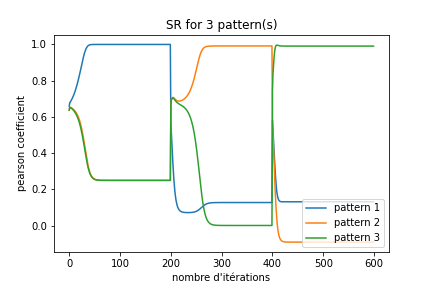 SR for 3 pattern(s)
pearson coefficient
1.0
0.8
0.6
0.4
0.2
0.0
0 100 200 300 400 500 600
nombre d'itérations
pattern 1
pattern 2
pattern 3